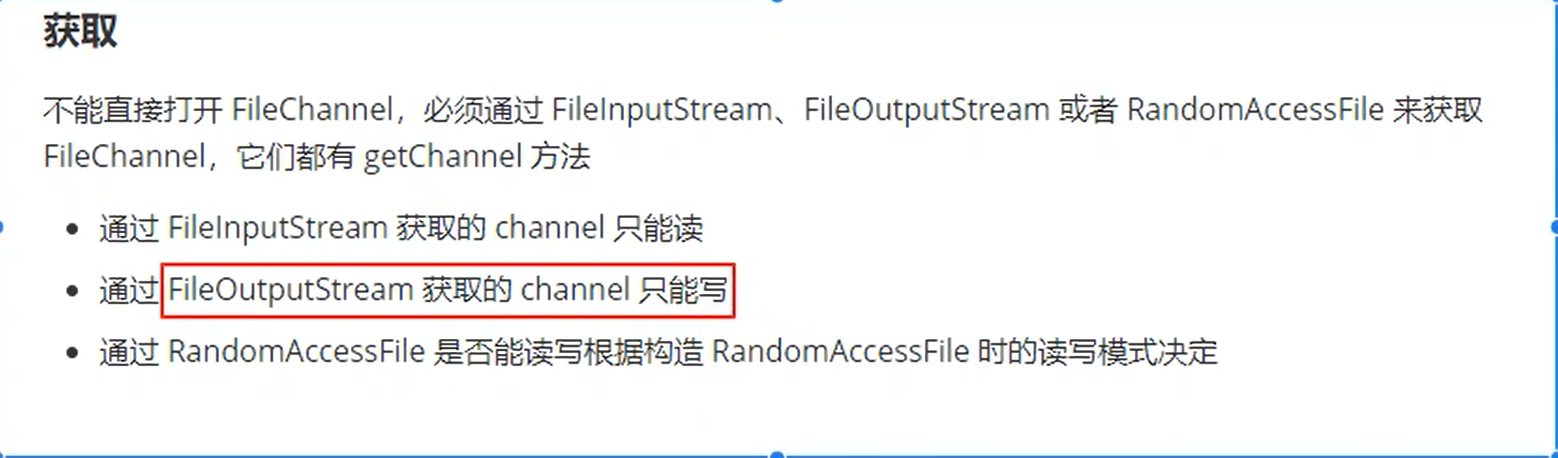 获取
不能直接打开 FileChannel，必须通过 FileInputStream、FileOutputStream 或者 RandomAccessFile 来获取
FileChannel，它们都有 getChannel 方法
• 通过 FileInputStream 获取的 channel 只能读
• 通过 FileOutputStream 获取的 channel 只能写
• 通过 RandomAccessFile 是否能读写根据构造 RandomAccessFile 时的读写模式决定